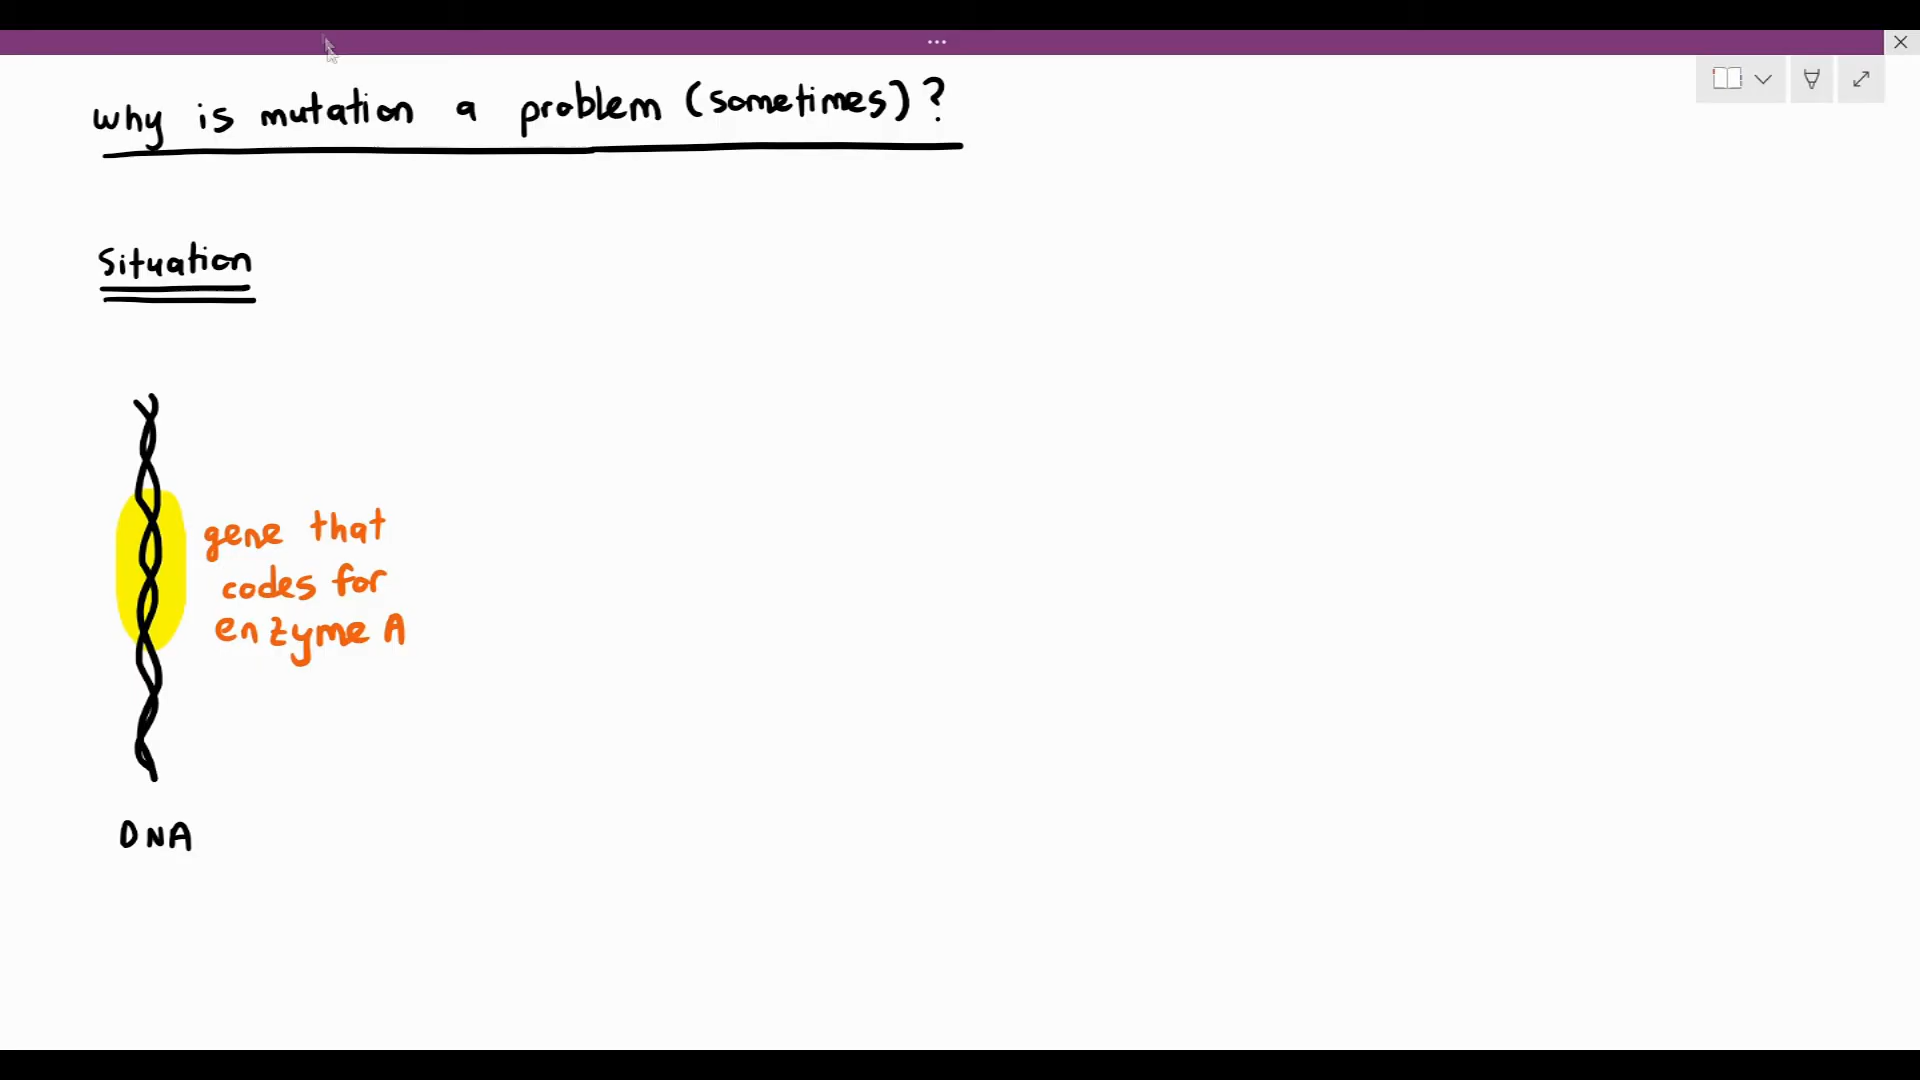 why is mutation a problem (sometimes)?
Situation
gene that
codes for
enzyme A
DNA